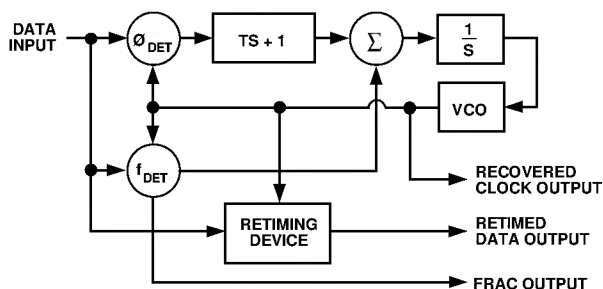 DATA
INPUT
Ø DET
TS + 1
Σ
1
S
VCO
f DET
RECOVERED
CLOCK OUTPUT
RETIMING
DEVICE
RETIMED
DATA OUTPUT
FRAC OUTPUT